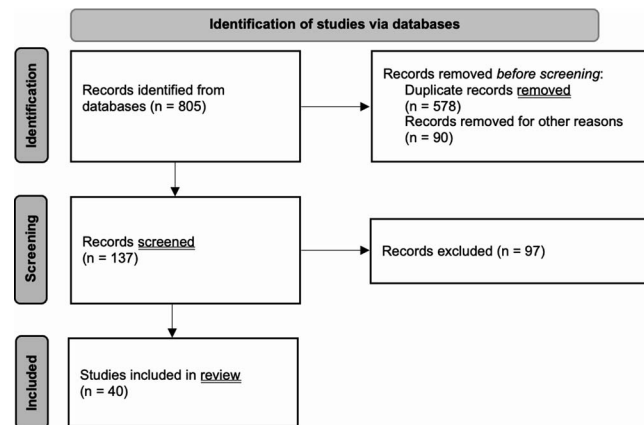 Identification of studies via databases
Identification
Records identified from
databases (n = 805)
Records removed before screening:
Duplicate records removed
(n = 578)
Records removed for other reasons
(n = 90)
Screening
Records screened
(n = 137)
Records excluded (n = 97)
Included
Studies included in review
(n = 40)